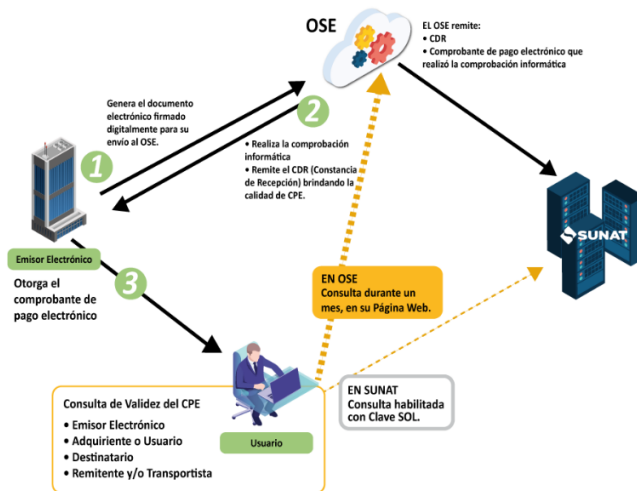 OSE
EL OSE remite:
• CDR
• Comprobante de pago electrónico que
realizó la comprobación informática
Genera el documento
electrónico firmado
digitalmente para su
envío al OSE.
1
2
• Realiza la comprobación
informática
• Remite el CDR (Constancia
de Recepción) brindando la
calidad de CPE.
SUNAT
Emisor Electrónico
Otorga el
comprobante de
pago electrónico
3
EN OSE
Consulta durante un
mes, en su Página Web.
EN SUNAT
Consulta habilitada
con Clave SOL.
Consulta de Validez del CPE
• Emisor Electrónico
• Adquiriente o Usuario
• Destinatario
• Remitente y/o Transportista
Usuario